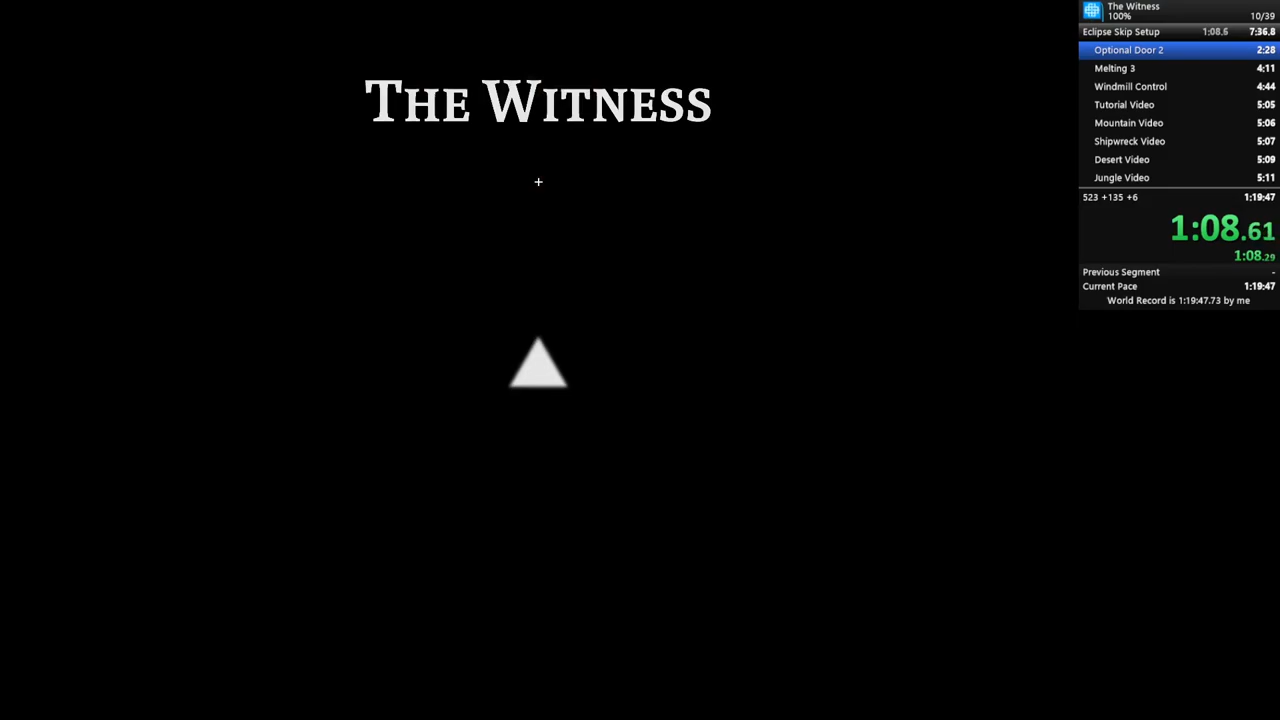 The Witness
100% 10/39
Eclipse Skip Setup 1:08.6 7:36.8
Optional Door 2 2:28
Melting 3 4:11
Windmill Control 4:44
Tutorial Video 5:05
Mountain Video 5:06
Shipwreck Video 5:07
Desert Video 5:09
Jungle Video 5:11
523 +135 +6 1:19:47
1:08.61
1:08.29
Previous Segment -
Current Pace 1:19:47
World Record is 1:19:47.73 by me
The Witness